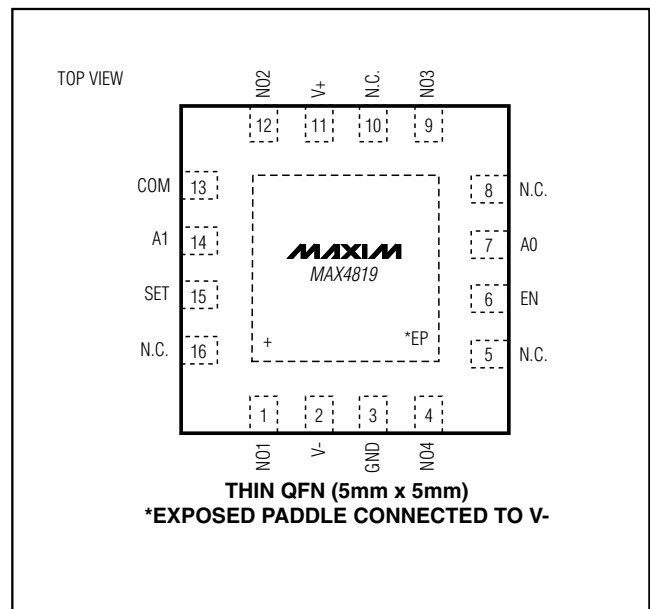 TOP VIEW
NO2
V+
N.C.
NO3
12
11
10
9
COM
13
8
N.C.
A1
14
MAXIM
7
A0
MAX4819
SET
15
6
EN
N.C.
16
+
*EP
5
N.C.
1
2
3
4
NO1
V-
GND
NO4
THIN QFN (5mm x 5mm)
*EXPOSED PADDLE CONNECTED TO V-